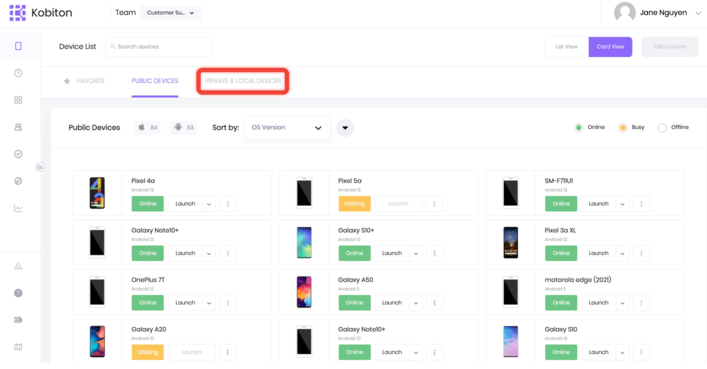 Kobiton
Team
Customer Su...
Jane Nguyen
Device List
Search devices
List View
Card View
Edit Column
FAVORITE
PUBLIC DEVICES
PRIVATE & LOCAL DEVICES
Public Devices
84
53
Sort by:
OS Version
Online
Busy
Offline
Pixel 4a
Android 13
Online
Launch
Pixel 5a
Android 13
Utilizing
Launch
SM-F711U1
Android 13
Online
Launch
Galaxy Note10+
Android 12
Online
Launch
Galaxy S10+
Android 12
Online
Launch
Pixel 3a XL
Android 12
Online
Launch
OnePlus 7T
Android 12
Online
Launch
Galaxy A50
Android 11
Online
Launch
motorola edge (2021)
Android 11
Online
Launch
Galaxy A20
Android 11
Utilizing
Launch
Galaxy Note10+
Android 11
Online
Launch
Galaxy S10
Android 11
Online
Launch